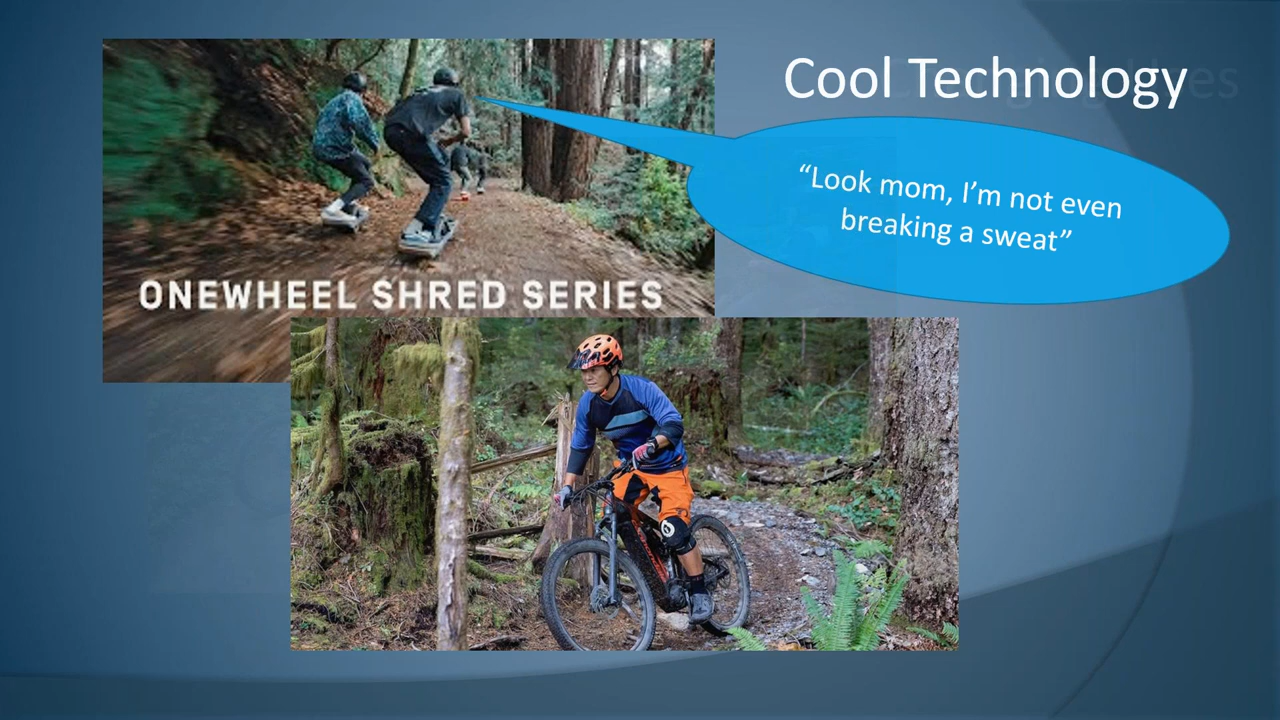 Cool Technology
“Look mom, I’m not even
breaking a sweat”
ONEWHEEL SHRED SERIES